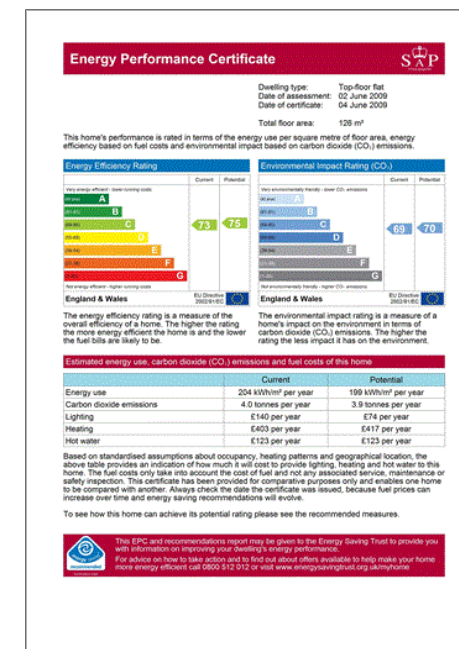 Energy Performance Certificate
SAP
Dwelling type: Top-floor flat
Date of assessment: 02 June 2009
Date of certificate: 04 June 2009
Total floor area: 126 m²
This home's performance is rated in terms of the energy use per square metre of floor area, energy
efficiency based on fuel costs and environmental impact based on carbon dioxide (CO₂) emissions.
Energy Efficiency Rating
Current Potential
Very energy efficient - lower running costs
A
B
C
D
E
F
G
73 75
Not energy efficient - higher running costs
England & Wales
EU Directive
2002/91/EC
The energy efficiency rating is a measure of the
overall efficiency of a home. The higher the rating
the more energy efficient the home is and the lower
the fuel bills are likely to be.
Environmental Impact Rating (CO₂)
Current Potential
Very environmentally friendly - lower CO₂ emissions
A
B
C
D
E
F
G
69 70
Not environmentally friendly - higher CO₂ emissions
England & Wales
EU Directive
2002/91/EC
The environmental impact rating is a measure of a
home's impact on the environment in terms of
carbon dioxide (CO₂) emissions. The higher the
rating the less impact it has on the environment.
Estimated energy use, carbon dioxide (CO₂) emissions and fuel costs of this home
Current Potential
Energy use 204 kWh/m² per year 199 kWh/m² per year
Carbon dioxide emissions 4.0 tonnes per year 3.9 tonnes per year
Lighting £140 per year £74 per year
Heating £403 per year £417 per year
Hot water £123 per year £123 per year
Based on standardised assumptions about occupancy, heating patterns and geographical location, the
above table provides an indication of how much it will cost to provide lighting, heating and hot water to this
home. The fuel costs only take into account the cost of fuel and not any associated service, maintenance or
safety inspection. This certificate has been provided for comparative purposes only and enables one home
to be compared with another. Always check the date the certificate was issued, because fuel prices can
increase over time and energy saving recommendations will evolve.
To see how this home can achieve its potential rating please see the recommended measures.
This EPC and recommendations report may be given to the Energy Saving Trust to provide you
with information on improving your dwelling's energy performance.
For advice on how to take action and to find out about offers available to help make your home
more energy efficient call 0800 512 012 or visit www.energysavingtrust.org.uk/myhome